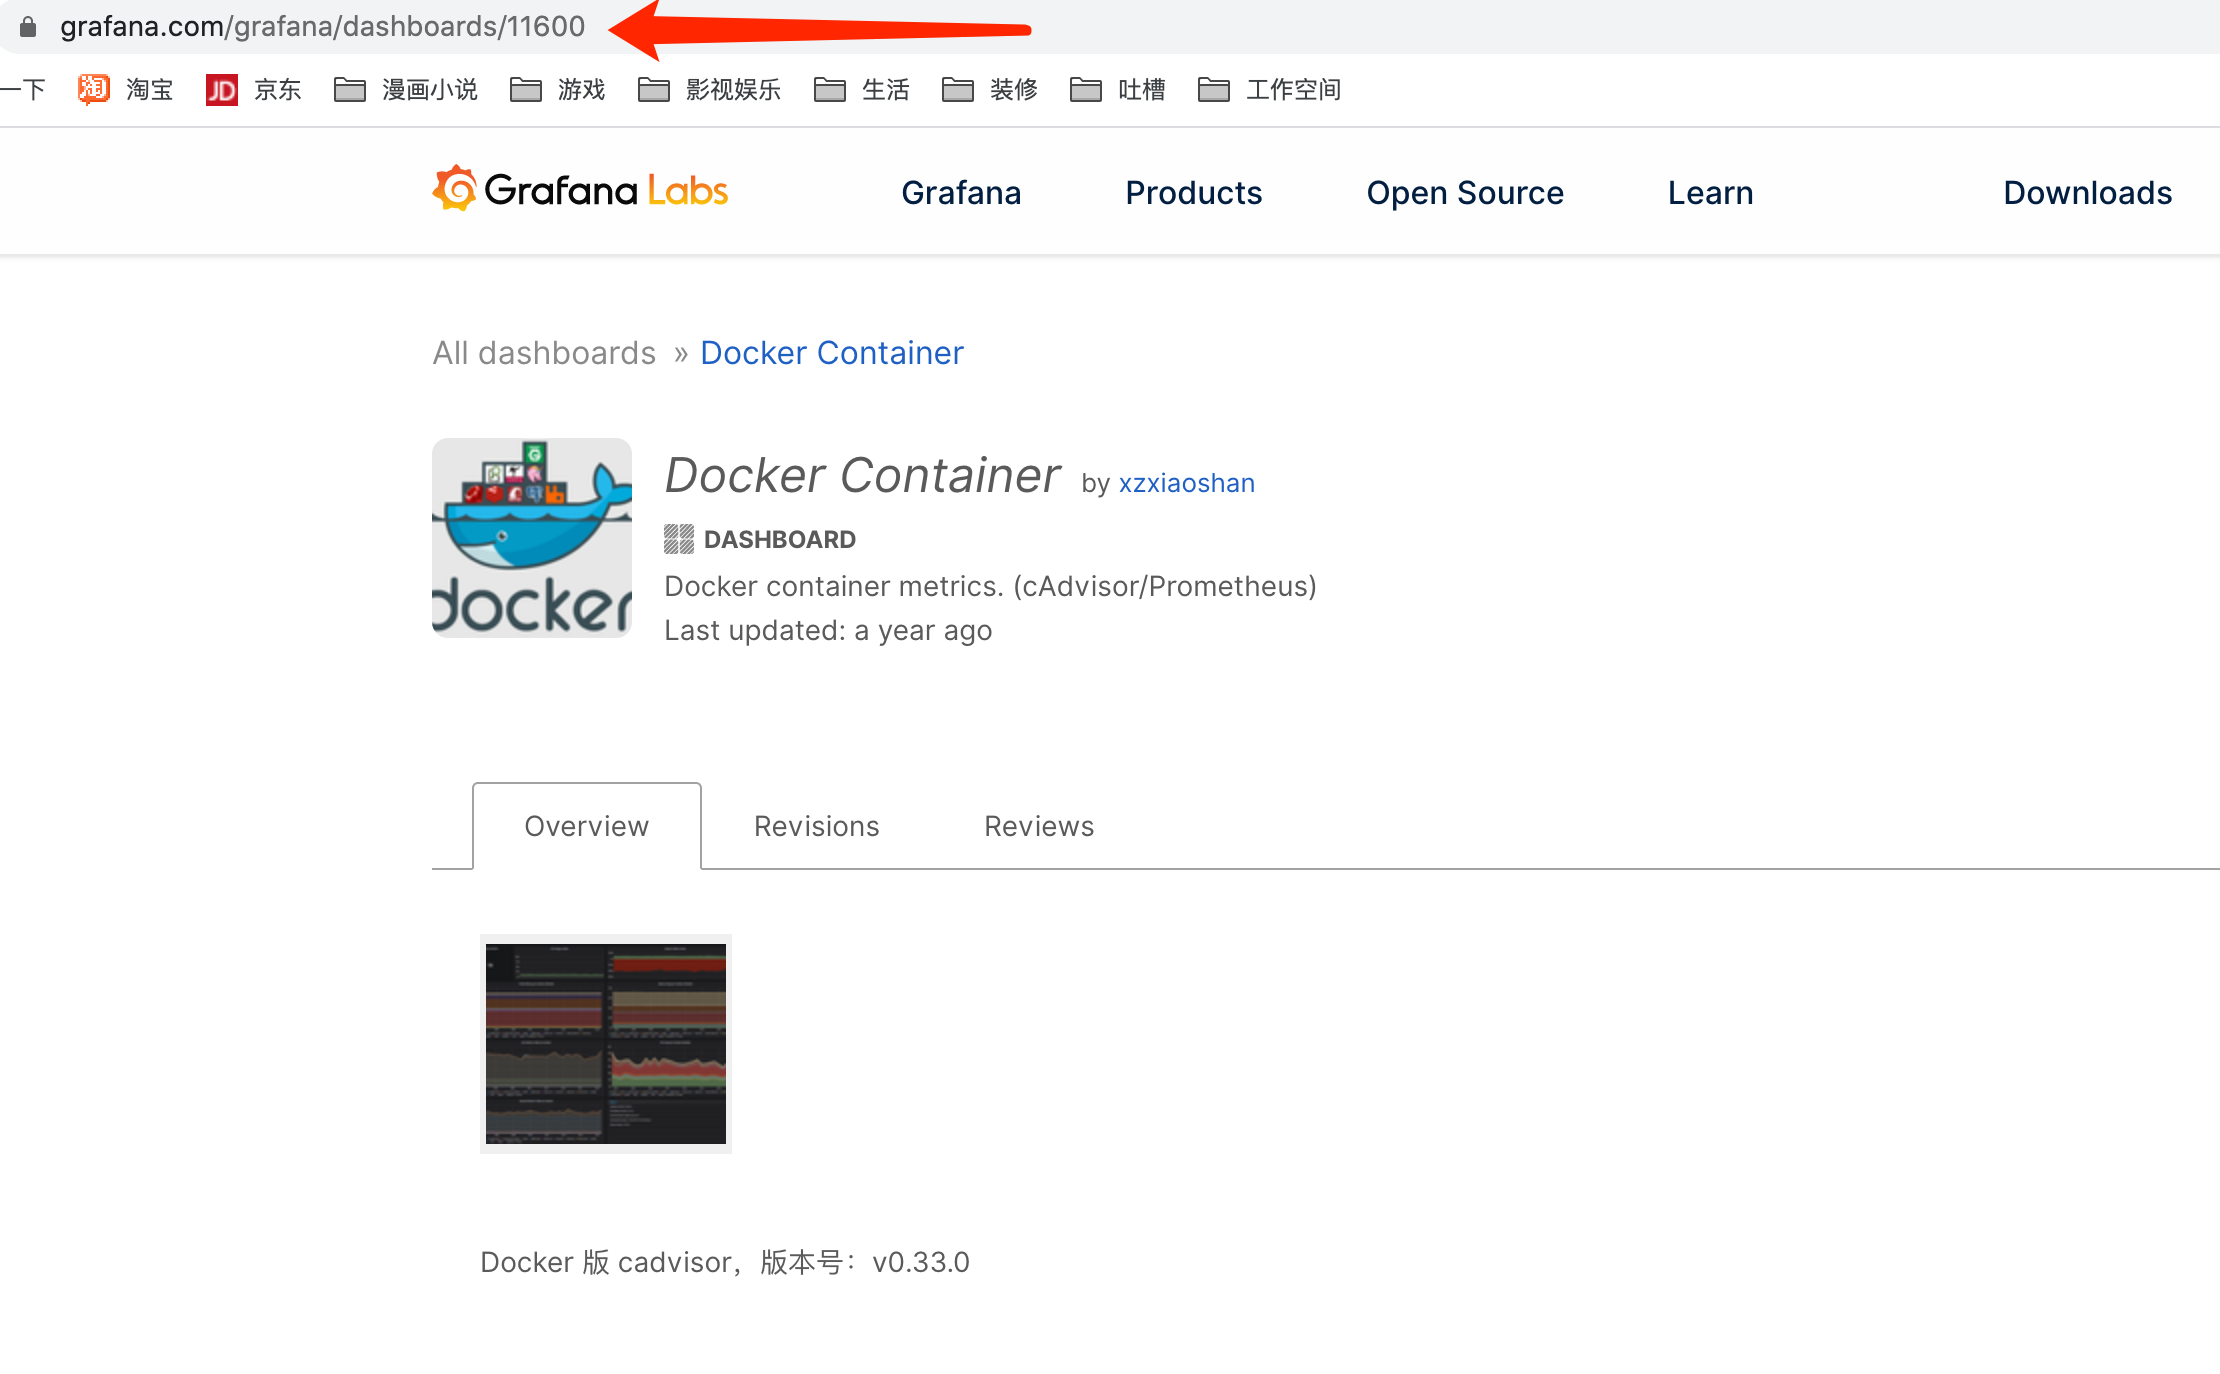 grafana.com/grafana/dashboards/11600
一下 淘宝 JD 京东 漫画小说 游戏 影视娱乐 生活 装修 吐槽 工作空间
Grafana Labs Grafana Products Open Source Learn Downloads
All dashboards » Docker Container
docker
Docker Container by xzxiaoshan
DASHBOARD
Docker container metrics. (cAdvisor/Prometheus)
Last updated: a year ago
Overview Revisions Reviews
Docker 版 cadvisor，版本号：v0.33.0